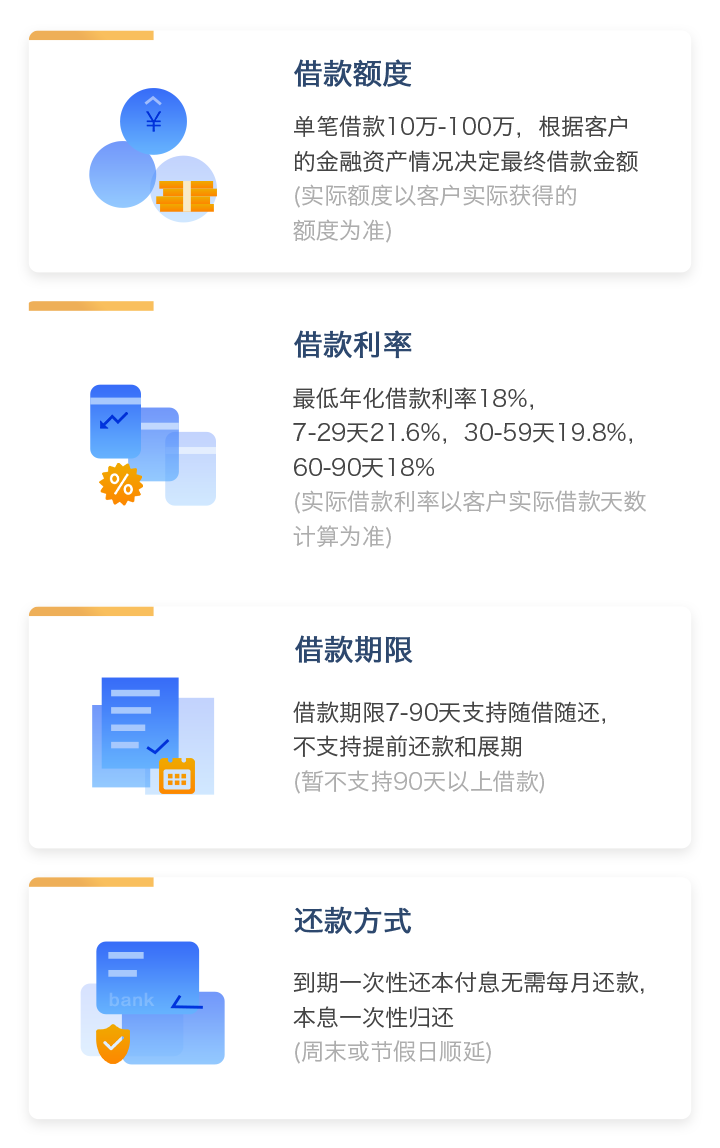 借款额度
¥
单笔借款10万-100万，根据客户
的金融资产情况决定最终借款金额
(实际额度以客户实际获得的
额度为准)
借款利率
最低年化借款利率18%，
7-29天21.6%，30-59天19.8%，
60-90天18%
%
(实际借款利率以客户实际借款天数
计算为准)
借款期限
借款期限7-90天支持随借随还，
不支持提前还款和展期
(暂不支持90天以上借款)
还款方式
到期一次性还本付息无需每月还款，
bank
本息一次性归还
(周末或节假日顺延)